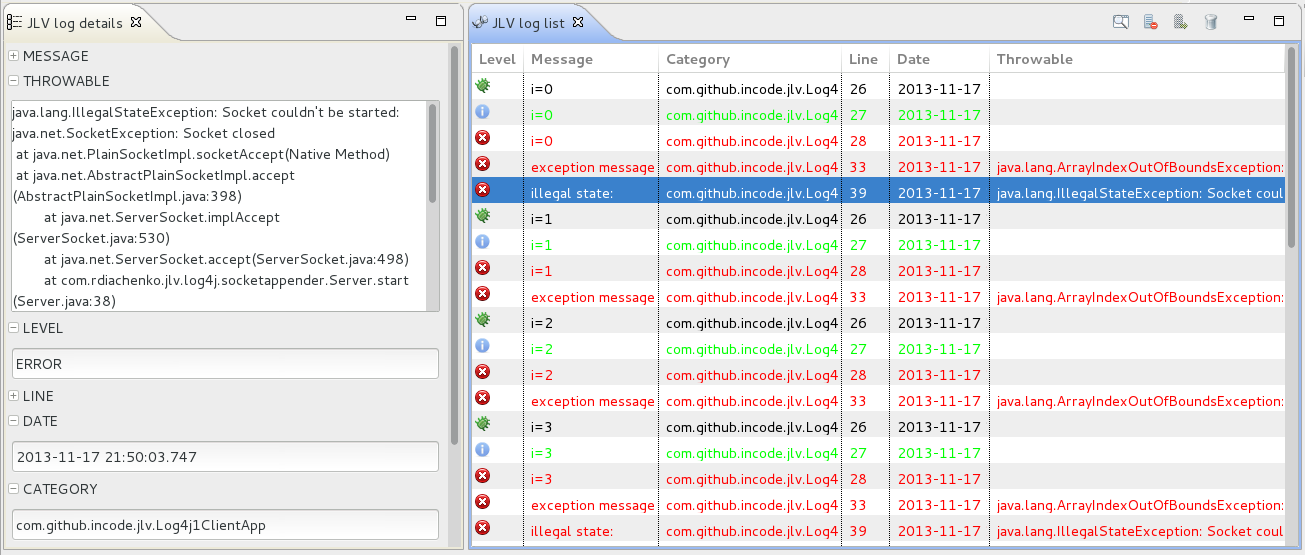 JLV log details
MESSAGE
THROWABLE
java.lang.IllegalStateException: Socket couldn't be started:
java.net.SocketException: Socket closed
at java.net.PlainSocketImpl.socketAccept(Native Method)
at java.net.AbstractPlainSocketImpl.accept
(AbstractPlainSocketImpl.java:398)
at java.net.ServerSocket.implAccept
(ServerSocket.java:530)
at java.net.ServerSocket.accept(ServerSocket.java:498)
at com.rdiachenko.jlv.log4j.socketappender.Server.start
(Server.java:38)
LEVEL
ERROR
LINE
DATE
2013-11-17 21:50:03.747
CATEGORY
com.github.incode.jlv.Log4j1ClientApp
JLV log list
Level Message Category Line Date Throwable
i=0 com.github.incode.jlv.Log4 26 2013-11-17
i=0 com.github.incode.jlv.Log4 27 2013-11-17
i=0 com.github.incode.jlv.Log4 28 2013-11-17
exception message com.github.incode.jlv.Log4 33 2013-11-17 java.lang.ArrayIndexOutOfBoundsException:
illegal state: com.github.incode.jlv.Log4 39 2013-11-17 java.lang.IllegalStateException: Socket coul
i=1 com.github.incode.jlv.Log4 26 2013-11-17
i=1 com.github.incode.jlv.Log4 27 2013-11-17
i=1 com.github.incode.jlv.Log4 28 2013-11-17
exception message com.github.incode.jlv.Log4 33 2013-11-17 java.lang.ArrayIndexOutOfBoundsException:
i=2 com.github.incode.jlv.Log4 26 2013-11-17
i=2 com.github.incode.jlv.Log4 27 2013-11-17
i=2 com.github.incode.jlv.Log4 28 2013-11-17
exception message com.github.incode.jlv.Log4 33 2013-11-17 java.lang.ArrayIndexOutOfBoundsException:
i=3 com.github.incode.jlv.Log4 26 2013-11-17
i=3 com.github.incode.jlv.Log4 27 2013-11-17
i=3 com.github.incode.jlv.Log4 28 2013-11-17
exception message com.github.incode.jlv.Log4 33 2013-11-17 java.lang.ArrayIndexOutOfBoundsException:
illegal state: com.github.incode.jlv.Log4 39 2013-11-17 java.lang.IllegalStateException: Socket coul